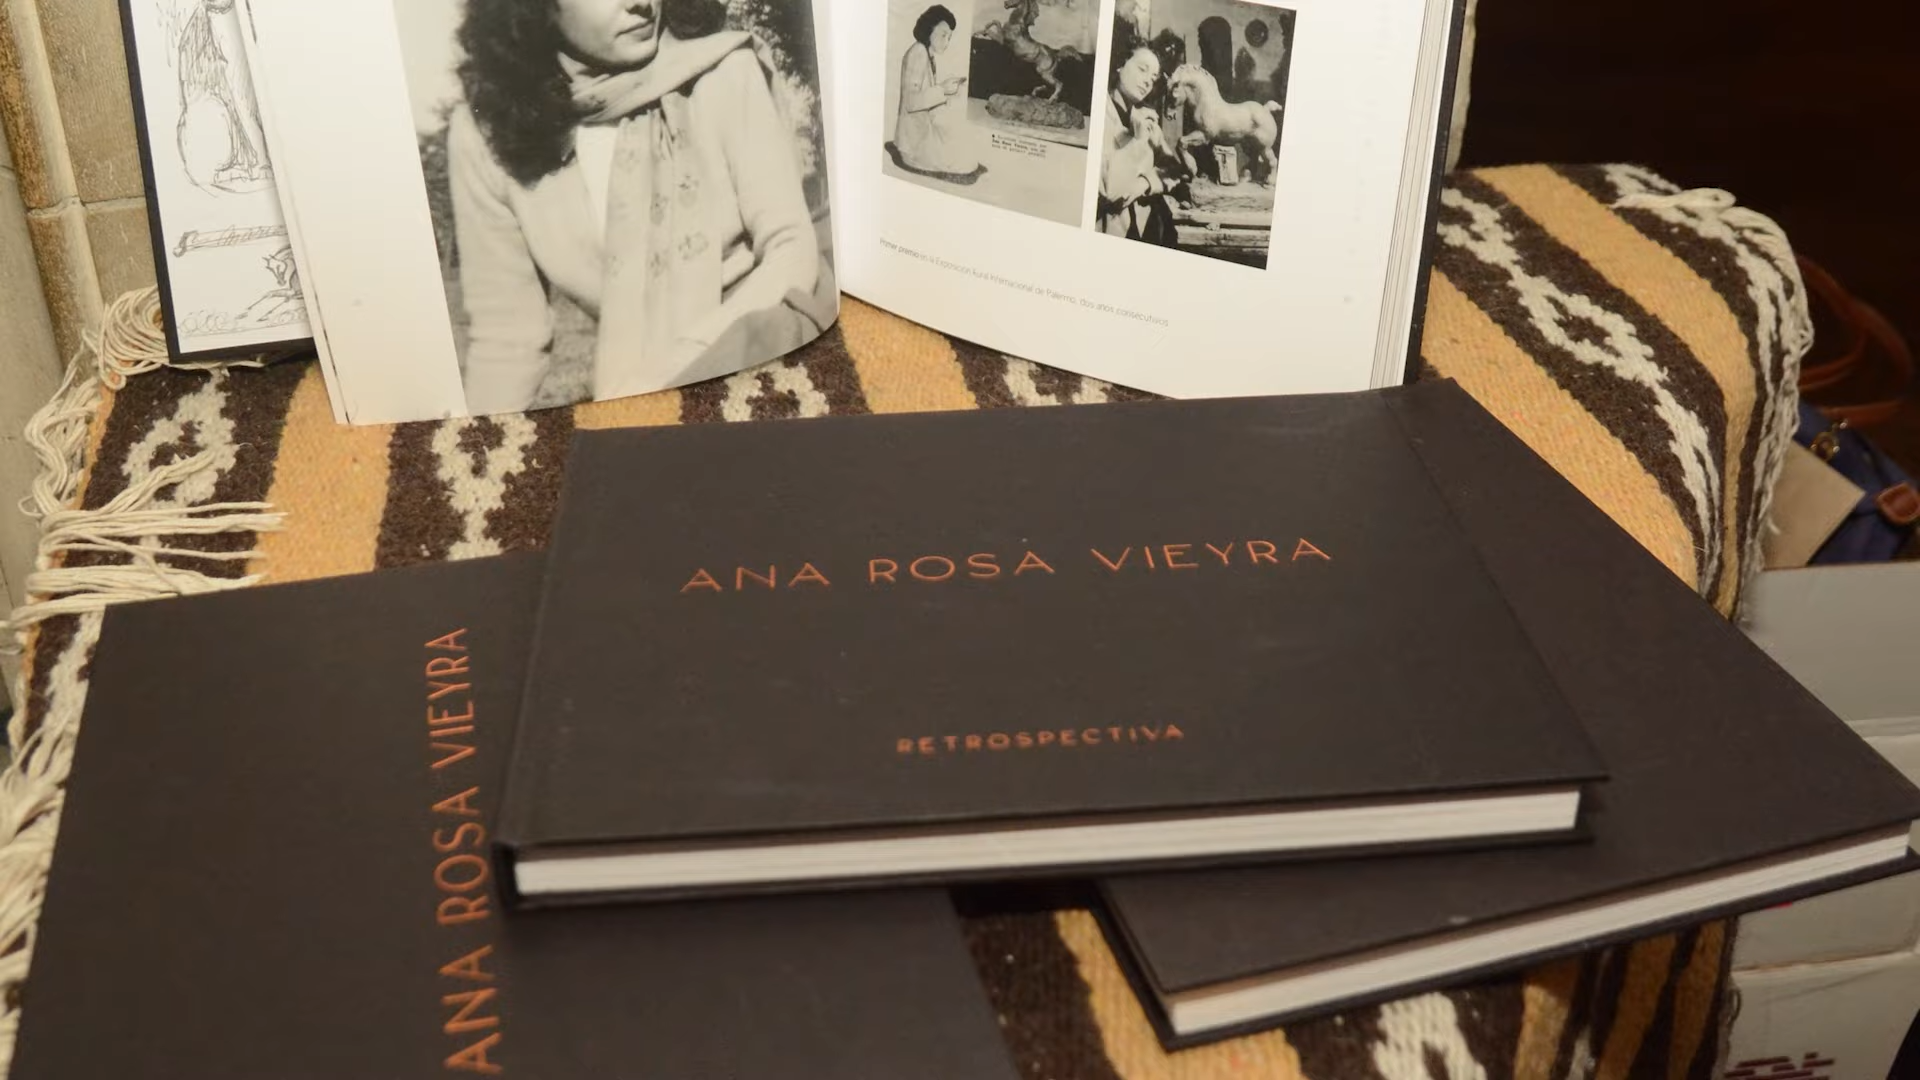 Primer premio en la Exposición Rural Internacional de Palermo, dos años consecutivos
ANA ROSA VIEYRA
RETROSPECTIVA
ANA ROSA VIEYRA